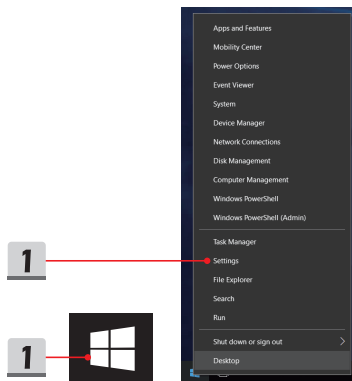 Apps and Features
Mobility Center
Power Options
Event Viewer
System
Device Manager
Network Connections
Disk Management
Computer Management
Windows PowerShell
Windows PowerShell (Admin)
Task Manager
1
Settings
File Explorer
Search
Run
Shut down or sign out
1
Desktop